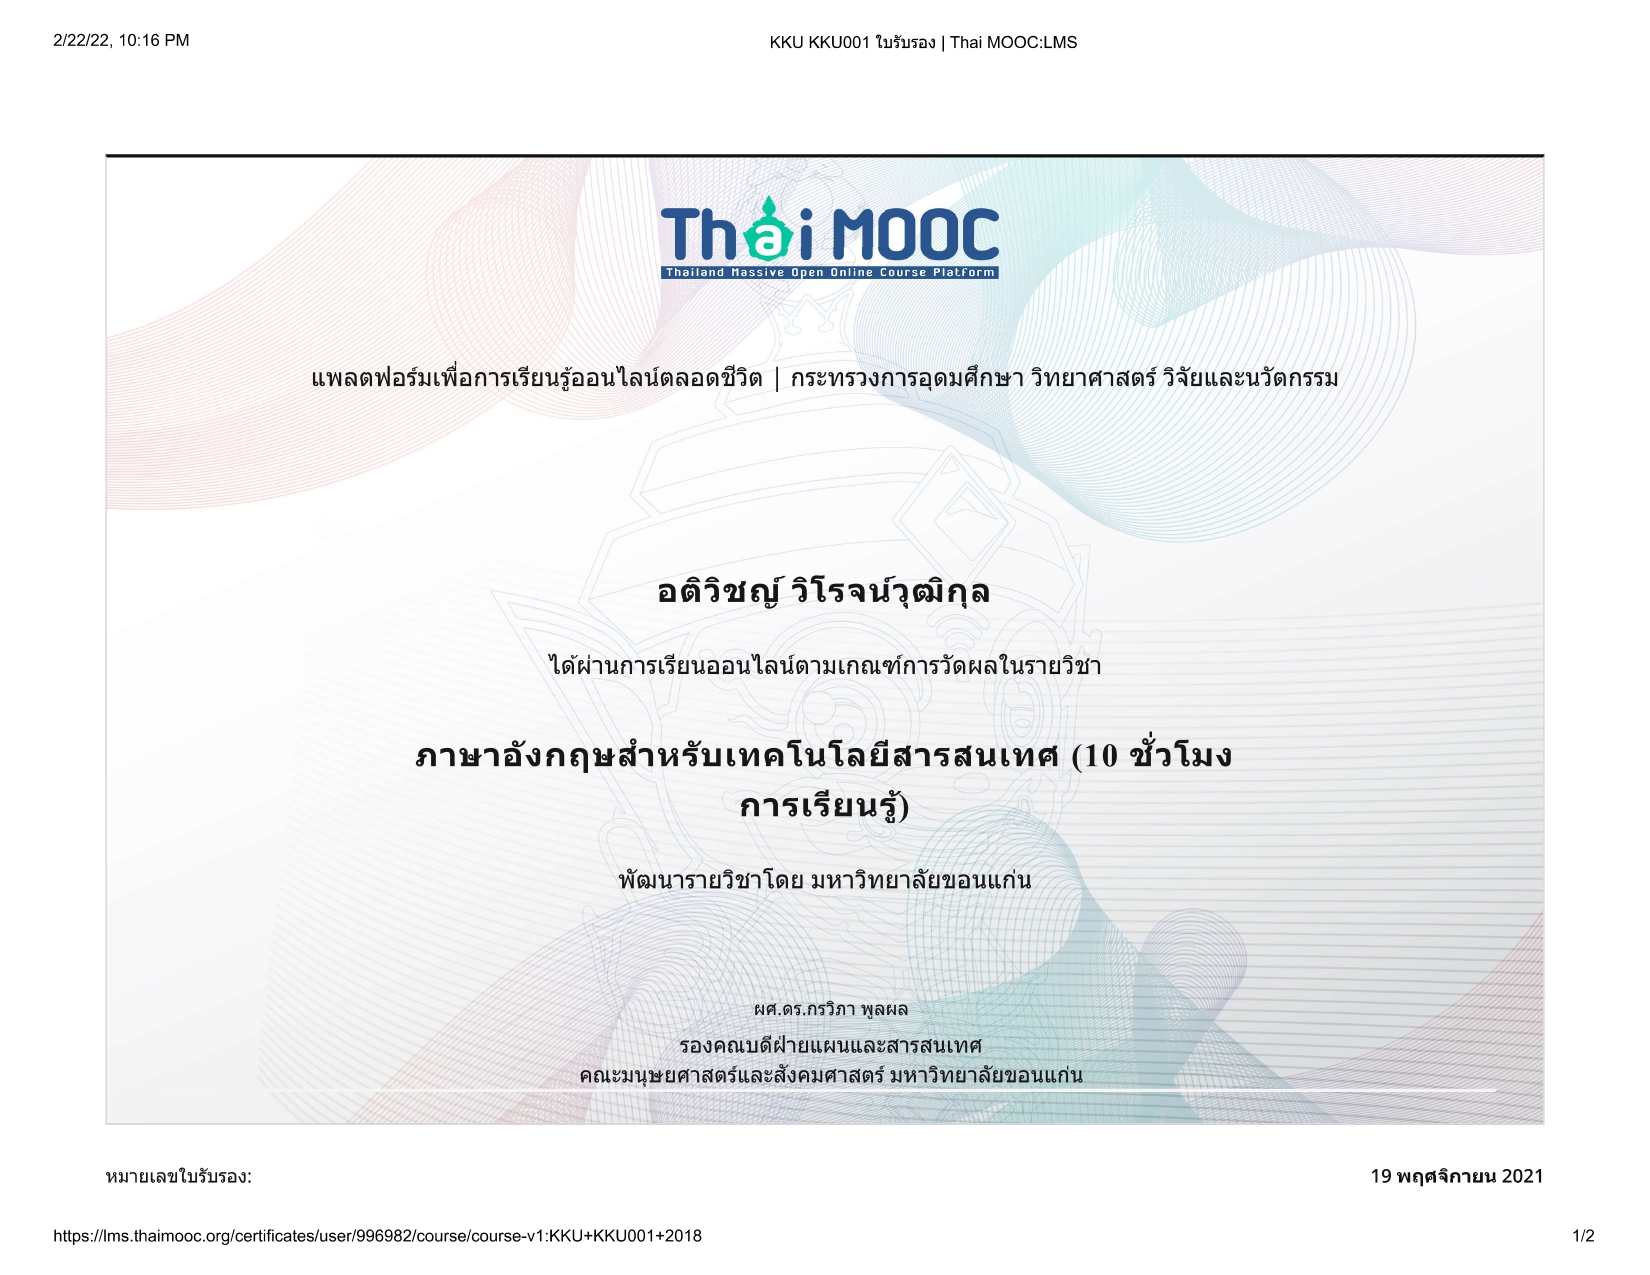 2/22/22, 10:16 PM
KKU KKU001 ใบรับรอง | Thai MOOC:LMS
Thai MOOC
Thailand Massive Open Online Course Platform
แพลตฟอร์มเพื่อการเรียนรู้ออนไลน์ตลอดชีวิต | กระทรวงการอุดมศึกษา วิทยาศาสตร์ วิจัยและนวัตกรรม
อติวิชญ์ วิโรจน์วุฒิกุล
ได้ผ่านการเรียนออนไลน์ตามเกณฑ์การวัดผลในรายวิชา
ภาษาอังกฤษสำหรับเทคโนโลยีสารสนเทศ (10 ชั่วโมง
การเรียนรู้)
พัฒนารายวิชาโดย มหาวิทยาลัยขอนแก่น
ผศ.ดร.กรวิภา พูลผล
รองคณบดีฝ่ายแผนและสารสนเทศ
คณะมนุษยศาสตร์และสังคมศาสตร์ มหาวิทยาลัยขอนแก่น
หมายเลขใบรับรอง:
19 พฤศจิกายน 2021
https://lms.thaimooc.org/certificates/user/996982/course/course-v1:KKU+KKU001+2018
1/2